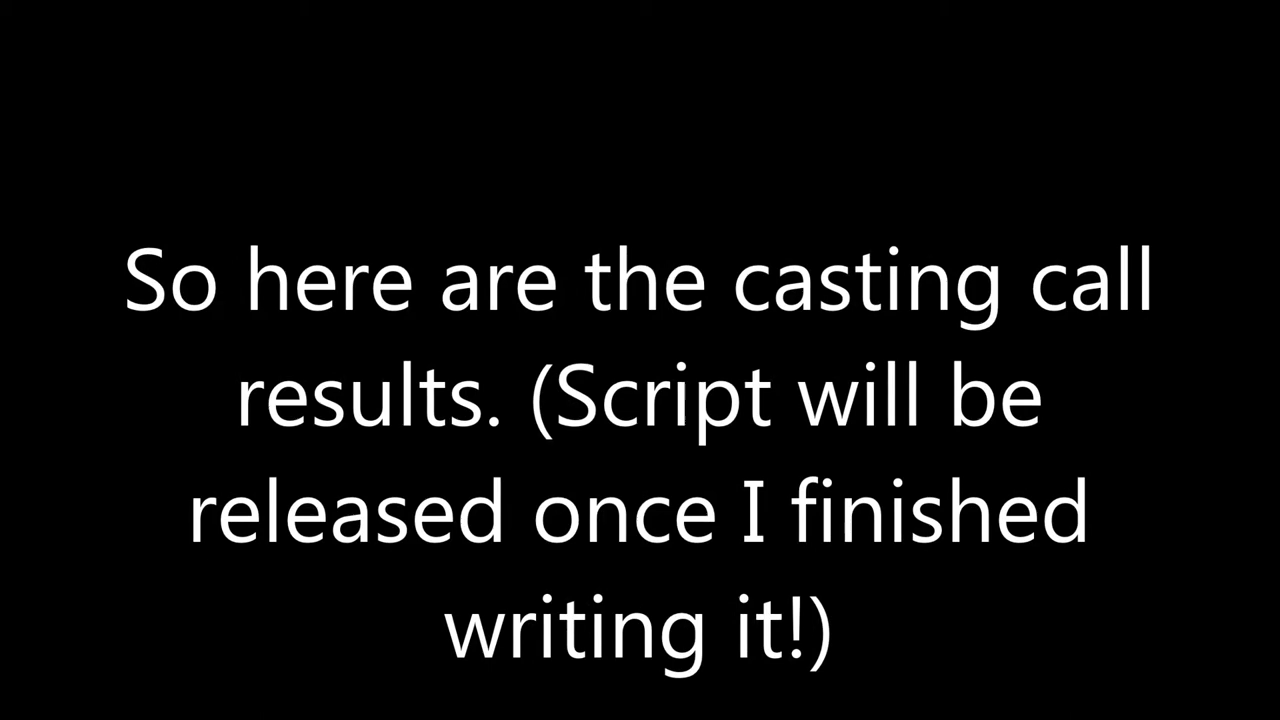 So here are the casting call
results. (Script will be
released once I finished
writing it!)